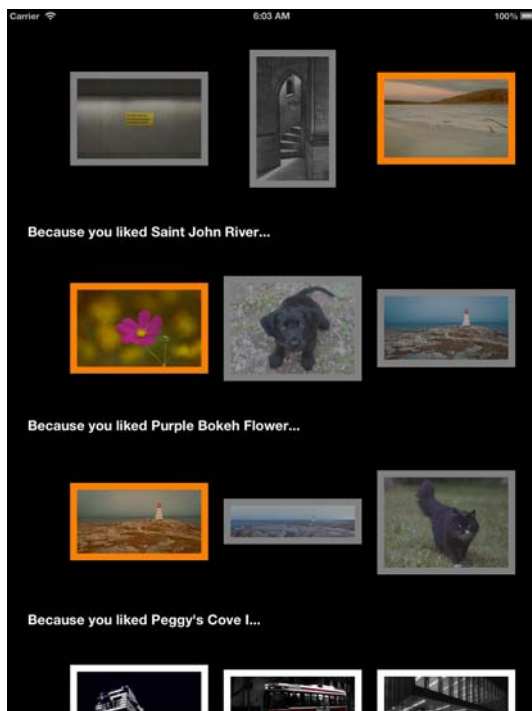 Carrier 6:03 AM 100%
Because you liked Saint John River...
Because you liked Purple Bokeh Flower...
Because you liked Peggy's Cove I...